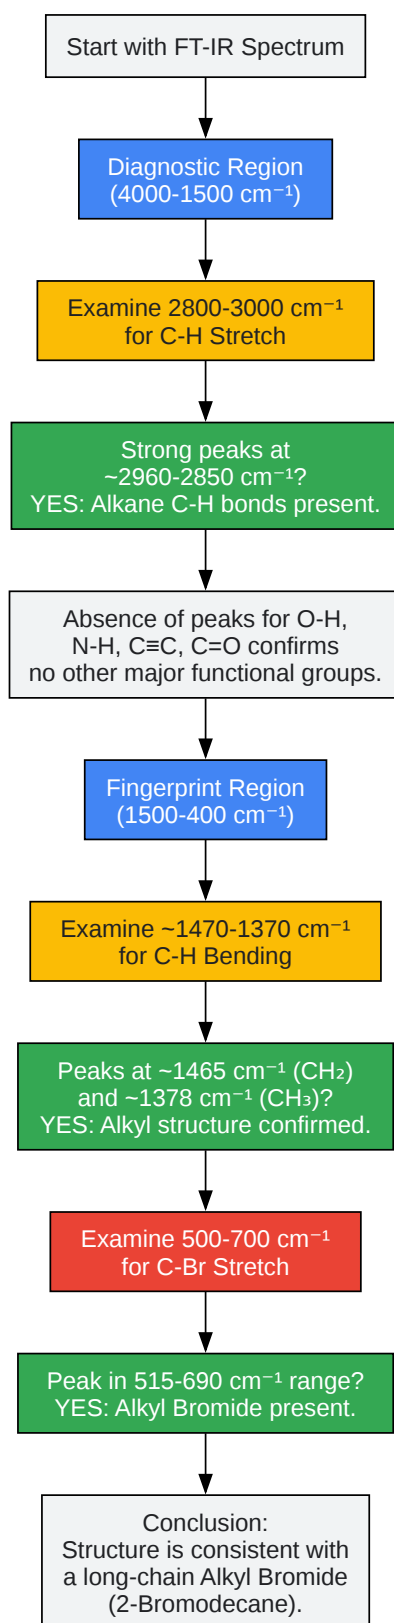 Start with FT-IR Spectrum
Diagnostic Region
(4000-1500 cm⁻¹)
Examine 2800-3000 cm⁻¹
for C-H Stretch
Strong peaks at
~2960-2850 cm⁻¹?
YES: Alkane C-H bonds present.
Absence of peaks for O-H,
N-H, C≡C, C=O confirms
no other major functional groups.
Fingerprint Region
(1500-400 cm⁻¹)
Examine ~1470-1370 cm⁻¹
for C-H Bending
Peaks at ~1465 cm⁻¹ (CH₂)
and ~1378 cm⁻¹ (CH₃)?
YES: Alkyl structure confirmed.
Examine 500-700 cm⁻¹
for C-Br Stretch
Peak in 515-690 cm⁻¹ range?
YES: Alkyl Bromide present.
Conclusion:
Structure is consistent with
a long-chain Alkyl Bromide
(2-Bromodecane).